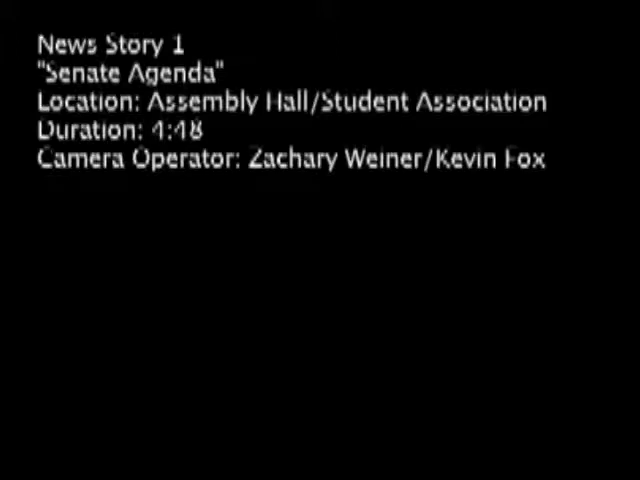 News Story 1
"Senate Agenda"
Location: Assembly Hall/Student Association
Duration: 4:48
Camera Operator: Zachary Weiner/Kevin Fox